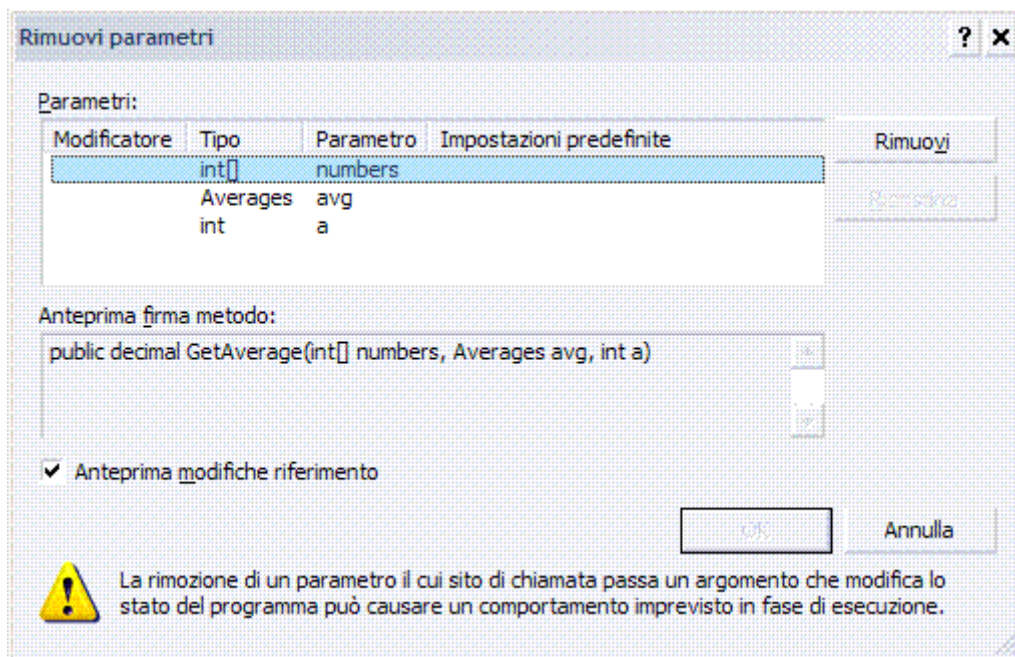 Rimuovi parametri
Parametri:
Modificatore Tipo Parametro Impostazioni predefinite
Rimuovi
int[] numbers
Averages avg
Ripristina
int a
Anteprima firma metodo:
public decimal GetAverage(int[] numbers, Averages avg, int a)
Anteprima modifiche riferimento
OK
Annulla
La rimozione di un parametro il cui sito di chiamata passa un argomento che modifica lo
stato del programma può causare un comportamento imprevisto in fase di esecuzione.